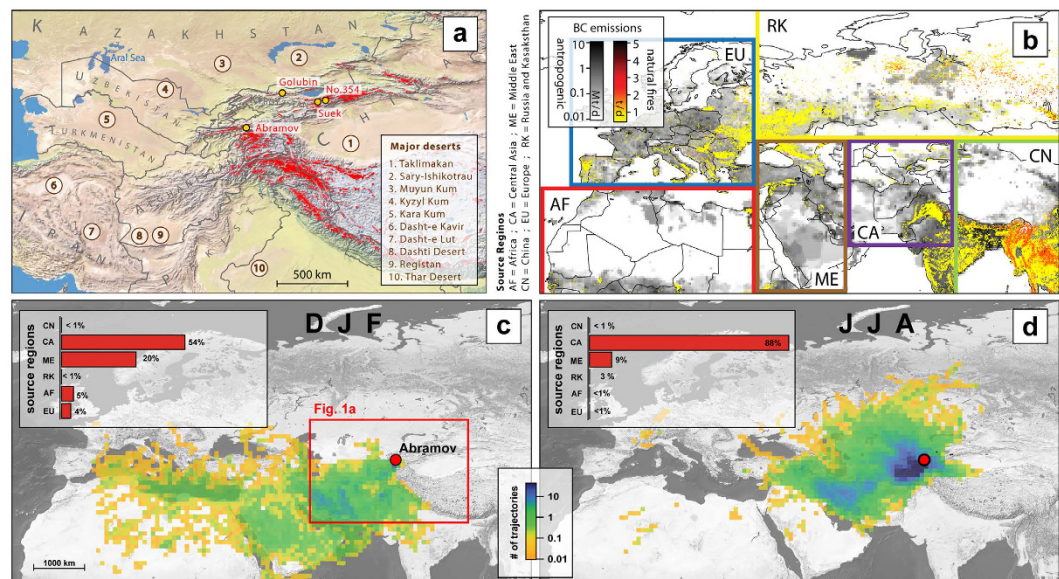 a
K A Z A K H S T A N
Aral Sea
UZBEKISTAN
TURKMENISTAN
I R A N
C H
Golubin
No.354
Suek
Abramov
1
2
3
4
5
6
7
8
9
10
Major deserts
1. Taklimakan
2. Sary-Ishikotrau
3. Muyun Kum
4. Kyzyl Kum
5. Kara Kum
6. Dasht-e Kavir
7. Dasht-e Lut
8. Dashti Desert
9. Registan
10. Thar Desert
500 km
Source Reginos
AF = Africa ; CA = Central Asia ; ME = Middle East
CN = China ; EU = Europe ; RK = Russia and Kasaksthan
b
BC emissions
antropogenic
Mt/d
10
1
0.1
0.01
natural fires
t/d
5
4
3
2
1
EU
RK
AF
ME
CA
CN
c
D J F
source regions
CN < 1%
CA 54%
ME 20%
RK < 1%
AF 5%
EU 4%
Fig. 1a
Abramov
1000 km
# of trajectories
10
1
0.1
0.01
d
J J A
source regions
CN < 1 %
CA 88%
ME 9%
RK 3 %
AF <1%
EU <1%